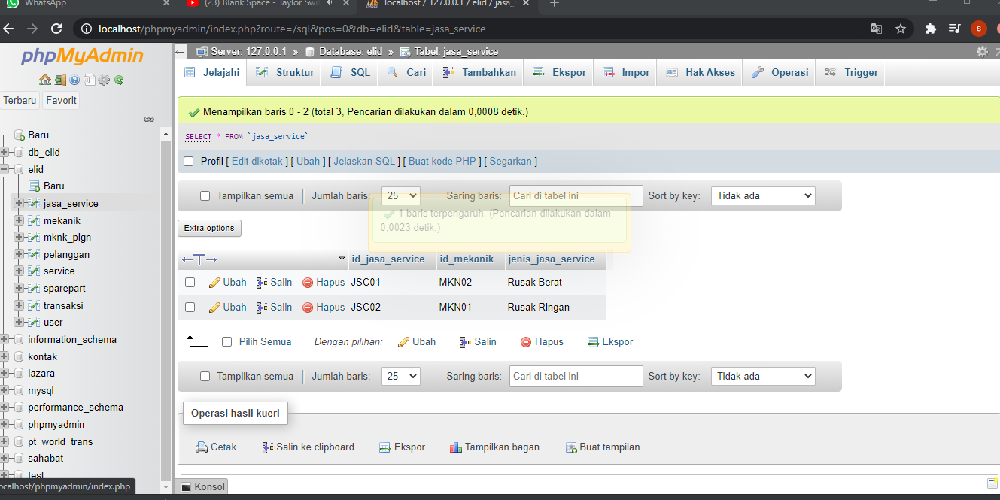 WhatsApp
(23) Blank Space - Taylor Swi
localhost / 127.0.0.1 / elid / jasa_
localhost/phpmyadmin/index.php?route=/sql&pos=0&db=elid&table=jasa_service
S
phpMyAdmin
Terbaru Favorit
Baru
db_elid
elid
Baru
jasa_service
mekanik
mknk_plgn
pelanggan
service
sparepart
transaksi
user
information_schema
kontak
lazara
mysql
performance_schema
phpmyadmin
pt_world_trans
sahabat
test
ocalhost/phpmyadmin/index.php
Server: 127.0.0.1 » Database: elid » Tabel: jasa_service
Jelajahi Struktur SQL Cari Tambahkan Ekspor Impor Hak Akses Operasi Trigger
Menampilkan baris 0 - 2 (total 3, Pencarian dilakukan dalam 0,0008 detik.)
SELECT * FROM `jasa_service`
Profil [ Edit dikotak ] [ Ubah ] [ Jelaskan SQL ] [ Buat kode PHP ] [ Segarkan ]
Tampilkan semua | Jumlah baris: 25 Saring baris: Cari di tabel ini Sort by key: Tidak ada
1 baris terpengaruh. (Pencarian dilakukan dalam
0,0023 detik.)
Extra options
←T→ id_jasa_service id_mekanik jenis_jasa_service
Ubah Salin Hapus JSC01 MKN02 Rusak Berat
Ubah Salin Hapus JSC02 MKN01 Rusak Ringan
Pilih Semua Dengan pilihan: Ubah Salin Hapus Ekspor
Tampilkan semua | Jumlah baris: 25 Saring baris: Cari di tabel ini Sort by key: Tidak ada
Operasi hasil kueri
Cetak Salin ke clipboard Ekspor Tampilkan bagan Buat tampilan
Konsol